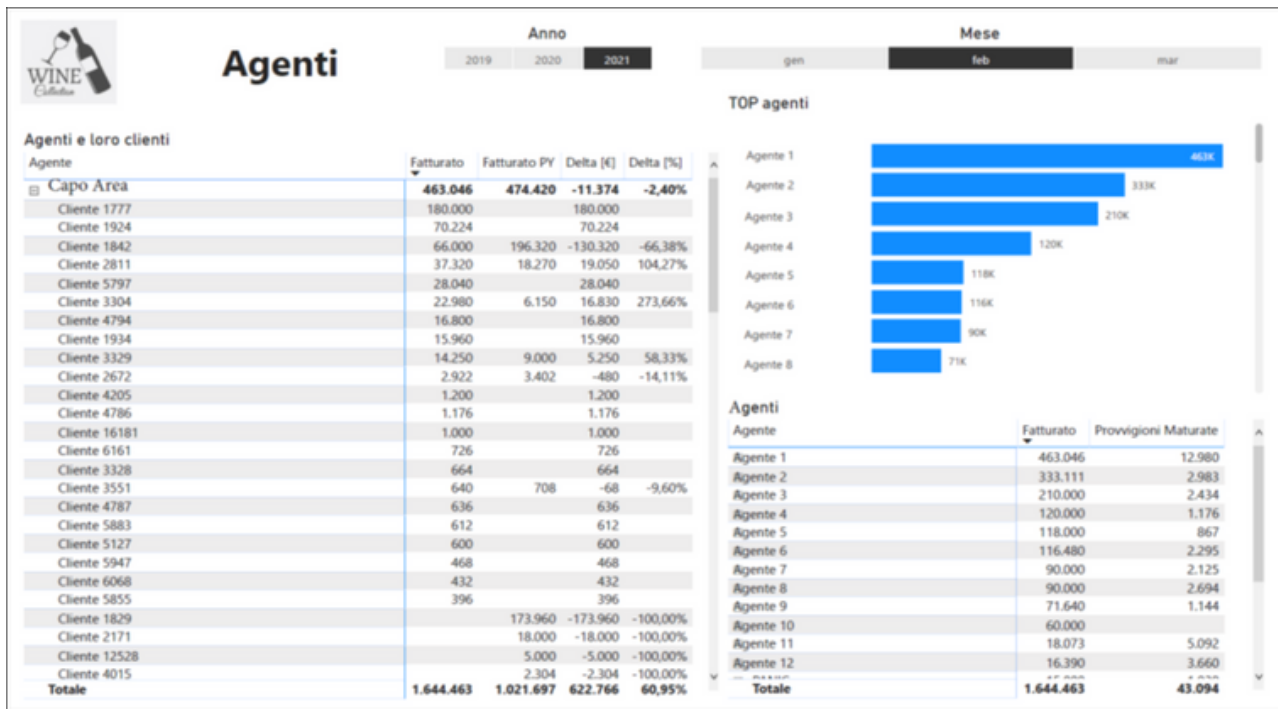 WINE
Collection
Agenti
Anno
2019 2020 2021
Mese
gen feb mar
Agenti e loro clienti
Agente Fatturato Fatturato PY Delta [€] Delta [%]
Capo Area 463.046 474.420 -11.374 -2,40%
Cliente 1777 180.000 180.000
Cliente 1924 70.224 70.224
Cliente 1842 66.000 196.320 -130.320 -66,38%
Cliente 2811 37.320 18.270 19.050 104,27%
Cliente 5797 28.040 28.040
Cliente 3304 22.980 6.150 16.830 273,66%
Cliente 4794 16.800 16.800
Cliente 1934 15.960 15.960
Cliente 3329 14.250 9.000 5.250 58,33%
Cliente 2672 2.922 3.402 -480 -14,11%
Cliente 4205 1.200 1.200
Cliente 4786 1.176 1.176
Cliente 16181 1.000 1.000
Cliente 6161 726 726
Cliente 3328 664 664
Cliente 3551 640 708 -68 -9,60%
Cliente 4787 636 636
Cliente 5883 612 612
Cliente 5127 600 600
Cliente 5947 468 468
Cliente 6068 432 432
Cliente 5855 396 396
Cliente 1829 173.960 -173.960 -100,00%
Cliente 2171 18.000 -18.000 -100,00%
Cliente 12528 5.000 -5.000 -100,00%
Cliente 4015 2.304 -2.304 -100,00%
Totale 1.644.463 1.021.697 622.766 60,95%
TOP agenti
Agente 1 463K
Agente 2 333K
Agente 3 210K
Agente 4 120K
Agente 5 118K
Agente 6 116K
Agente 7 90K
Agente 8 71K
Agenti
Agente Fatturato Provvigioni Maturate
Agente 1 463.046 12.980
Agente 2 333.111 2.983
Agente 3 210.000 2.434
Agente 4 120.000 1.176
Agente 5 118.000 867
Agente 6 116.480 2.295
Agente 7 90.000 2.125
Agente 8 90.000 2.694
Agente 9 71.640 1.144
Agente 10 60.000
Agente 11 18.073 5.092
Agente 12 16.390 3.660
Totale 1.644.463 43.094